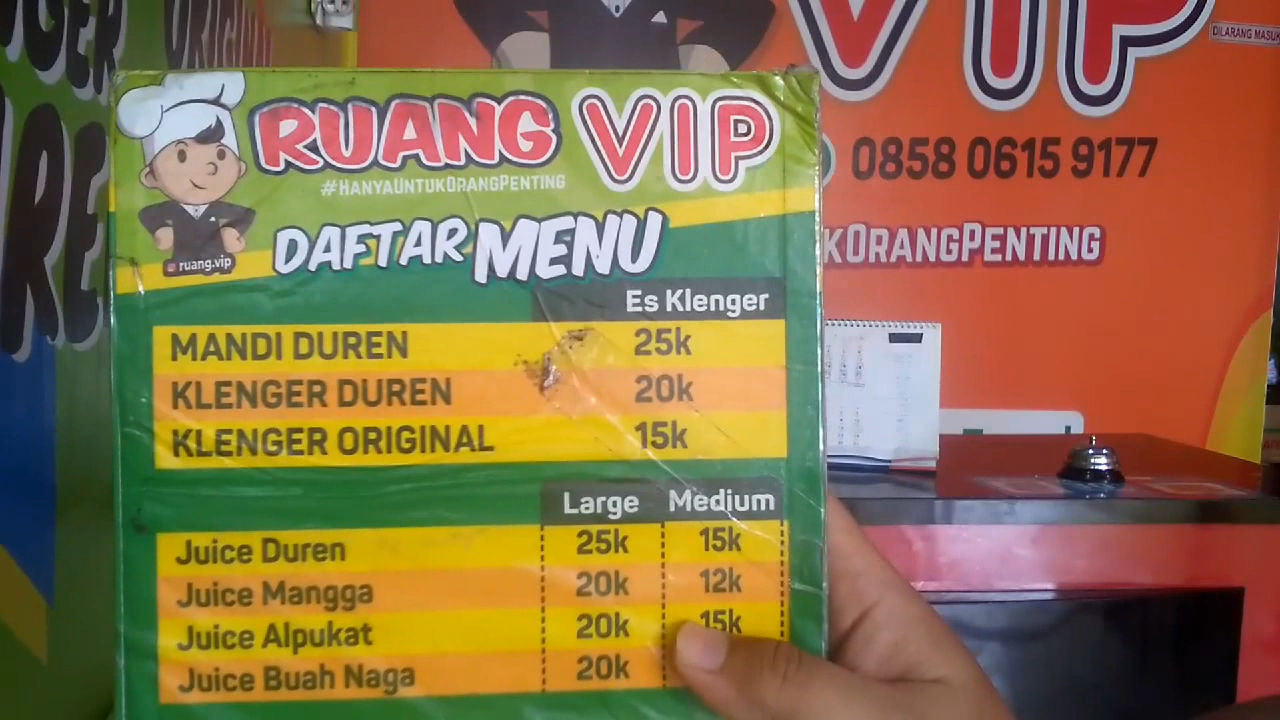 RUANG VIP
#HANYAUNTUKORANGPENTING
ruang.vip
DAFTAR MENU
Es Klenger
MANDI DUREN 25k
KLENGER DUREN 20k
KLENGER ORIGINAL 15k
Large Medium
Juice Duren 25k 15k
Juice Mangga 20k 12k
Juice Alpukat 20k 15k
Juice Buah Naga 20k
VIP
DILARANG MASUK
0858 0615 9177
KORANGPENTING